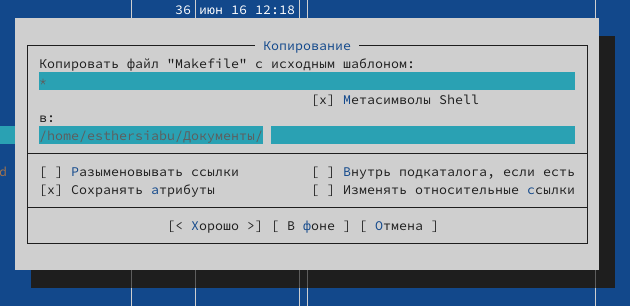 36 июн 16 12:18
Копирование
Копировать файл "Makefile" с исходным шаблоном:
*
[x] Метасимволы Shell
в:
/home/esthersiabu/Документы/
[ ] Разыменовывать ссылки [ ] Внутрь подкаталога, если есть
d
[x] Сохранять атрибуты [ ] Изменять относительные ссылки
[< Хорошо >] [ В фоне ] [ Отмена ]